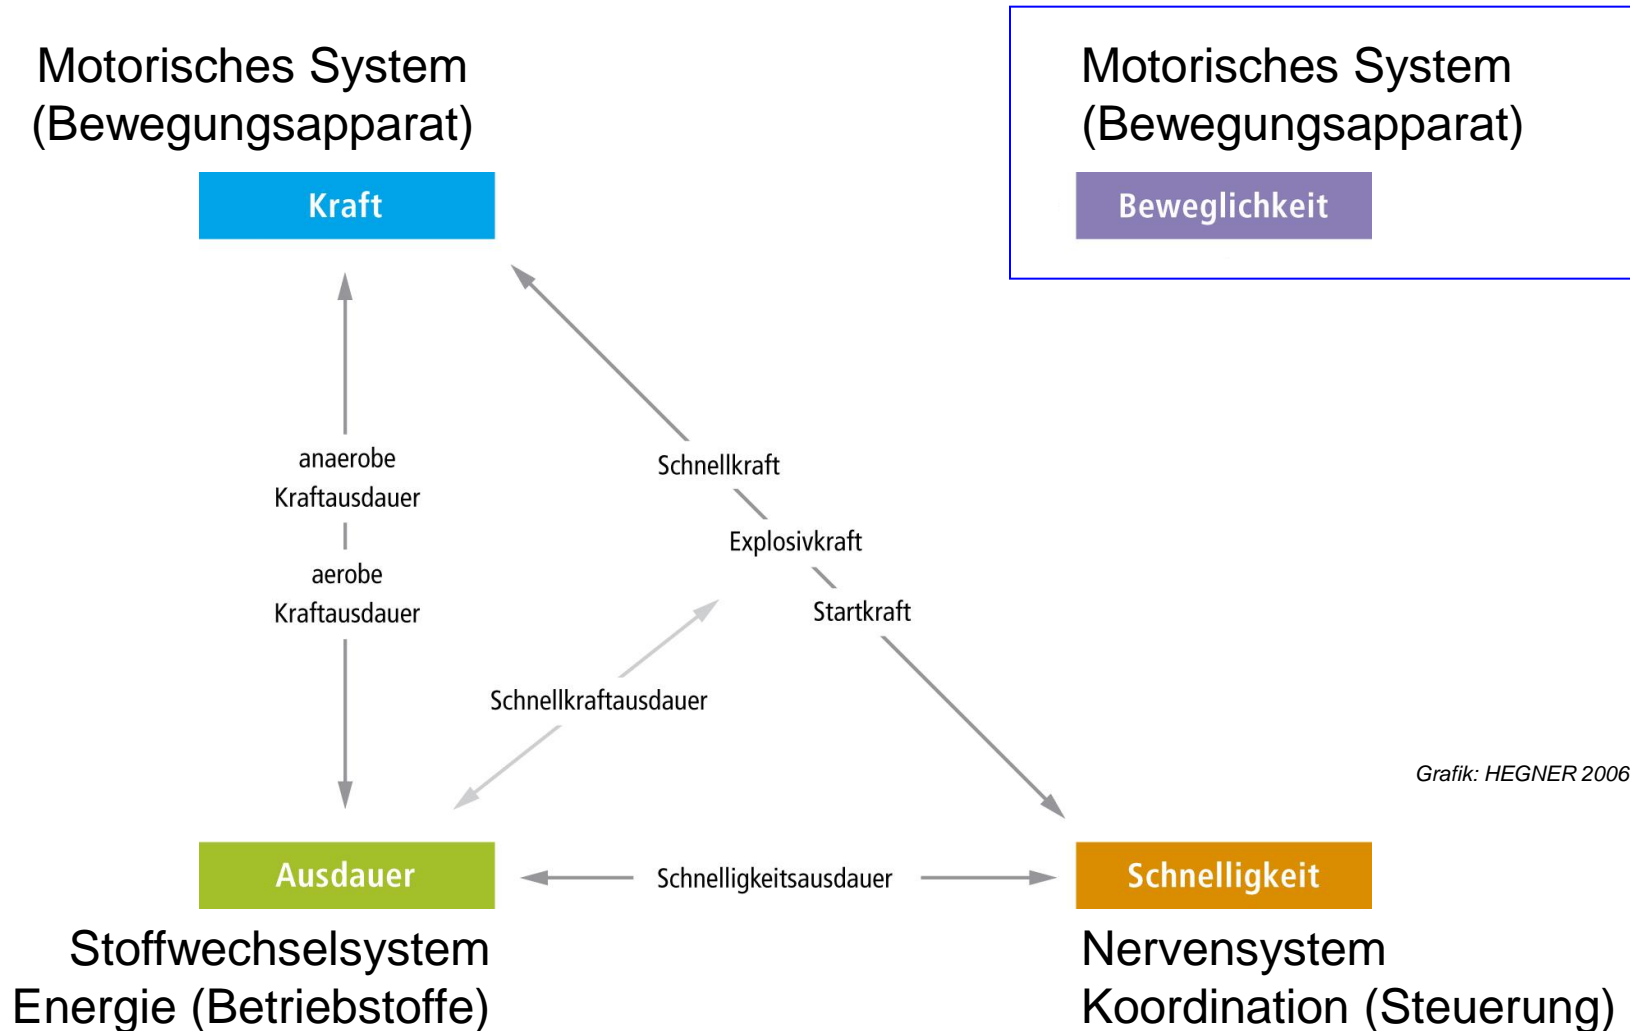 Motorisches System
(Bewegungsapparat)
Kraft
Motorisches System
(Bewegungsapparat)
Beweglichkeit
anaerobe
Kraftausdauer
aerobe
Kraftausdauer
Schnellkraft
Explosivkraft
Startkraft
Schnellkraftausdauer
Grafik: HEGNER 2006
Ausdauer
Schnelligkeitsausdauer
Schnelligkeit
Stoffwechselsystem
Energie (Betriebstoffe)
Nervensystem
Koordination (Steuerung)